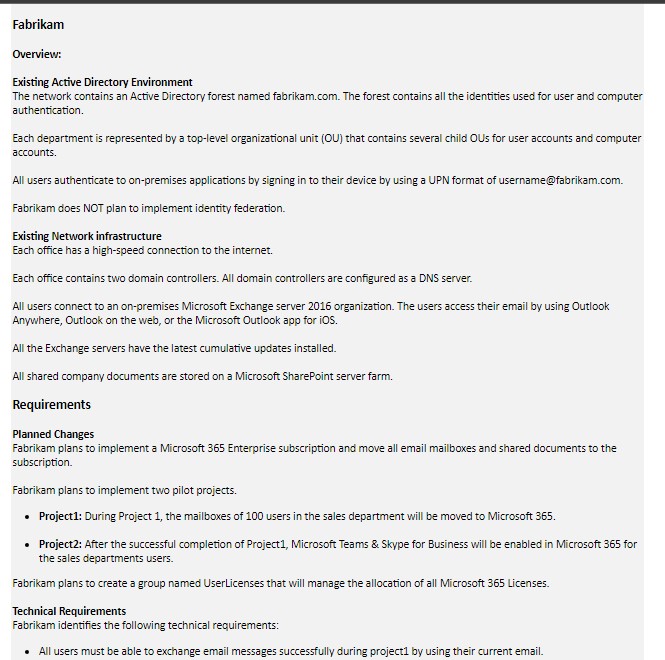 Fabrikam
Overview:
Existing Active Directory Environment
The network contains an Active Directory forest named fabrikam.com. The forest contains all the identities used for user and computer
authentication.
Each department is represented by a top-level organizational unit (OU) that contains several child OUs for user accounts and computer
accounts.
All users authenticate to on-premises applications by signing in to their device by using a UPN format of username@fabrikam.com.
Fabrikam does NOT plan to implement identity federation.
Existing Network infrastructure
Each office has a high-speed connection to the internet.
Each office contains two domain controllers. All domain controllers are configured as a DNS server.
All users connect to an on-premises Microsoft Exchange server 2016 organization. The users access their email by using Outlook
Anywhere, Outlook on the web, or the Microsoft Outlook app for iOS.
All the Exchange servers have the latest cumulative updates installed.
All shared company documents are stored on a Microsoft SharePoint server farm.
Requirements
Planned Changes
Fabrikam plans to implement a Microsoft 365 Enterprise subscription and move all email mailboxes and shared documents to the
subscription.
Fabrikam plans to implement two pilot projects.
• Project1: During Project 1, the mailboxes of 100 users in the sales department will be moved to Microsoft 365.
• Project2: After the successful completion of Project1, Microsoft Teams & Skype for Business will be enabled in Microsoft 365 for
the sales departments users.
Fabrikam plans to create a group named UserLicenses that will manage the allocation of all Microsoft 365 Licenses.
Technical Requirements
Fabrikam identifies the following technical requirements:
• All users must be able to exchange email messages successfully during project1 by using their current email.